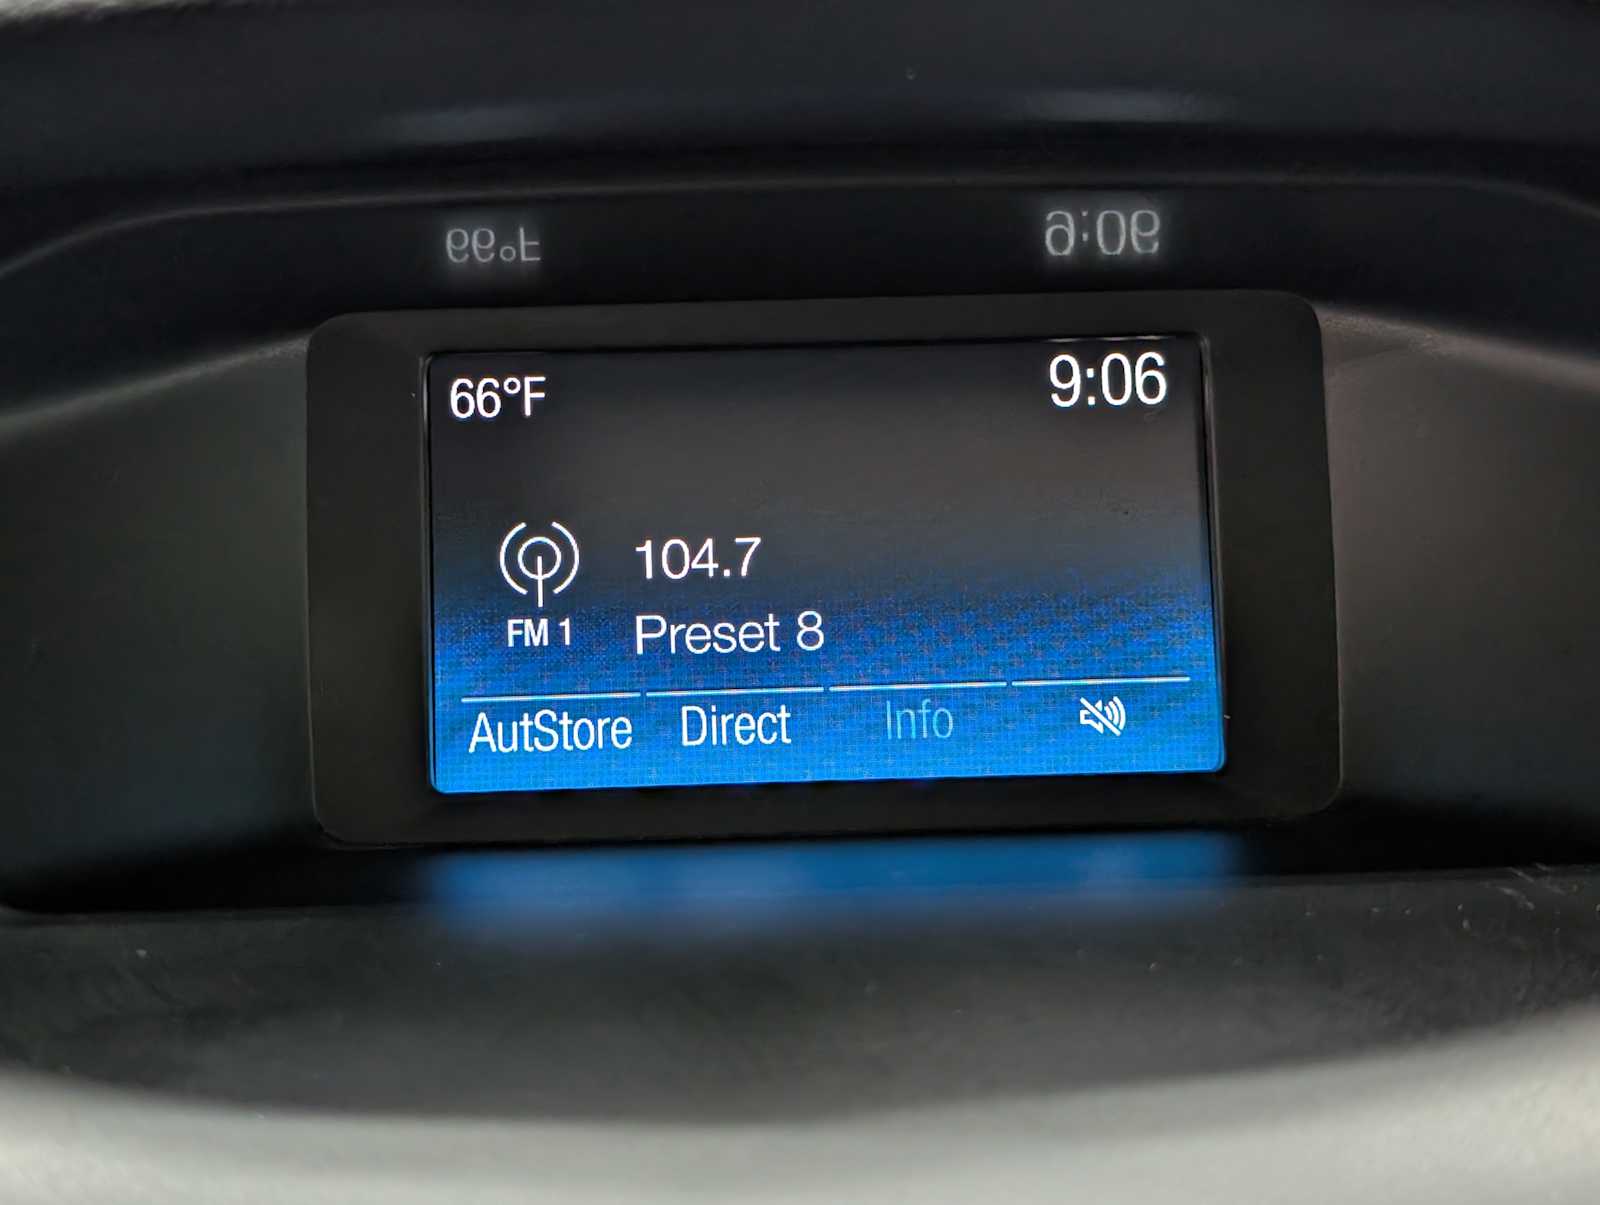 66°F 9:06
104.7
FM 1 Preset 8
AutStore Direct Info